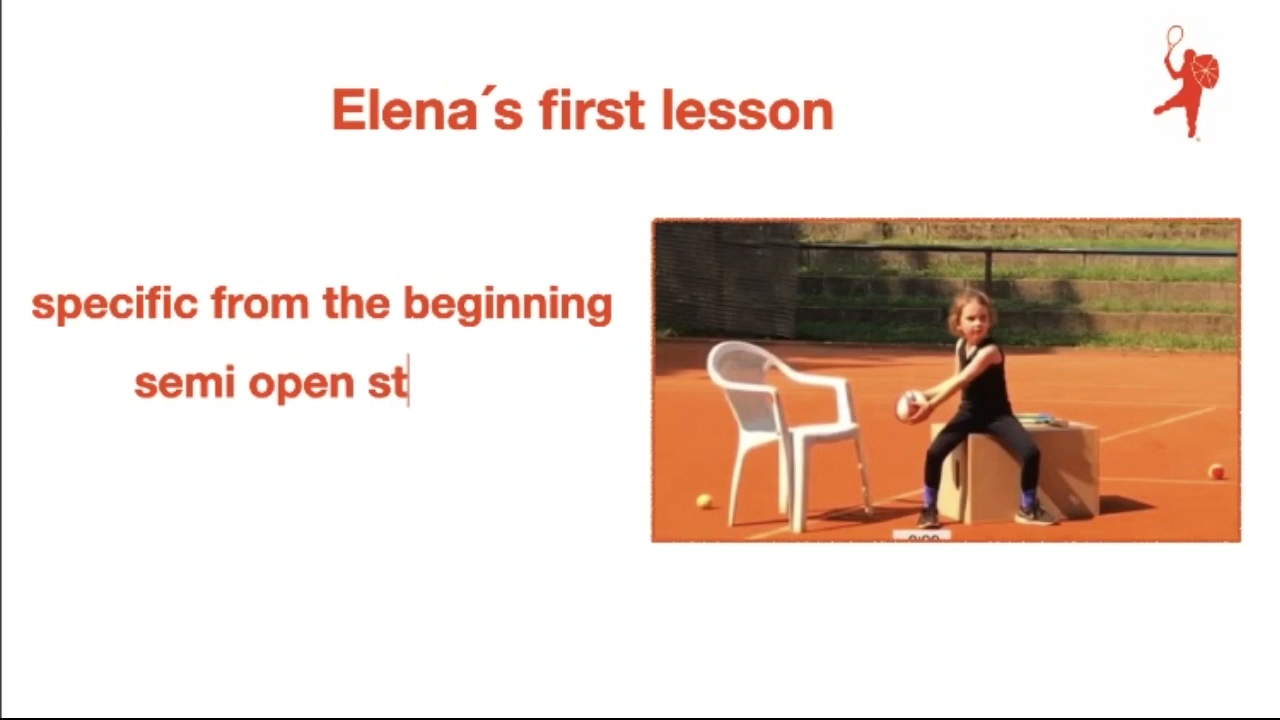 Elena´s first lesson
specific from the beginning
semi open st